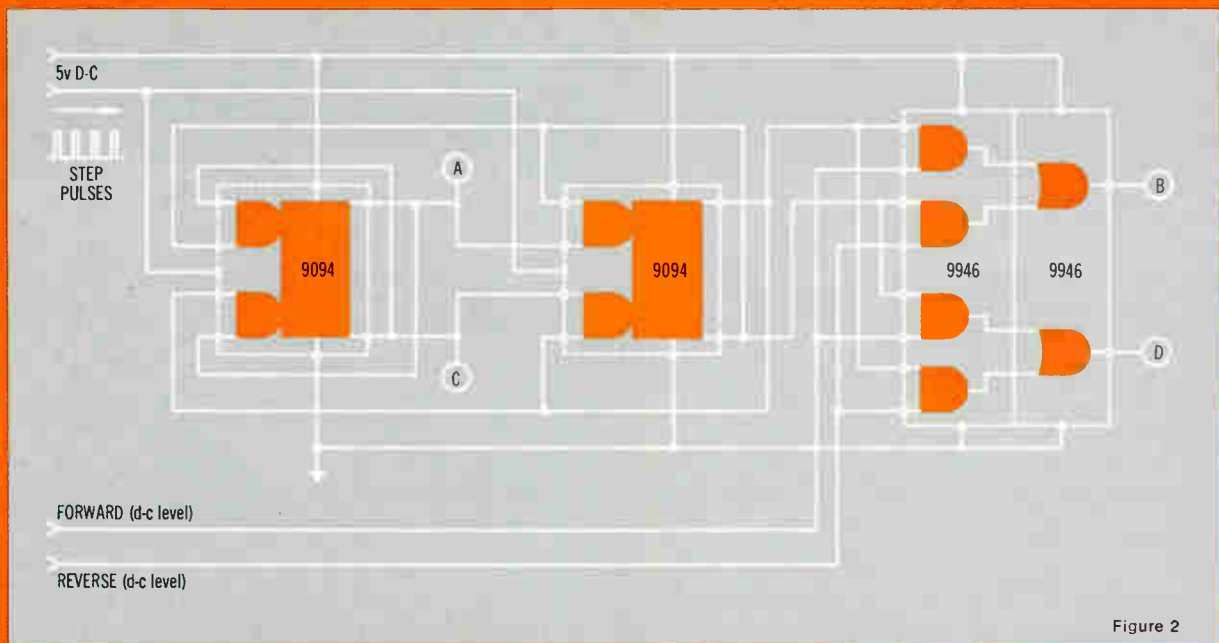 5v D-C
STEP
PULSES
A
C
9094
9094
9946
9946
B
D
FORWARD (d-c level)
REVERSE (d-c level)
Figure 2